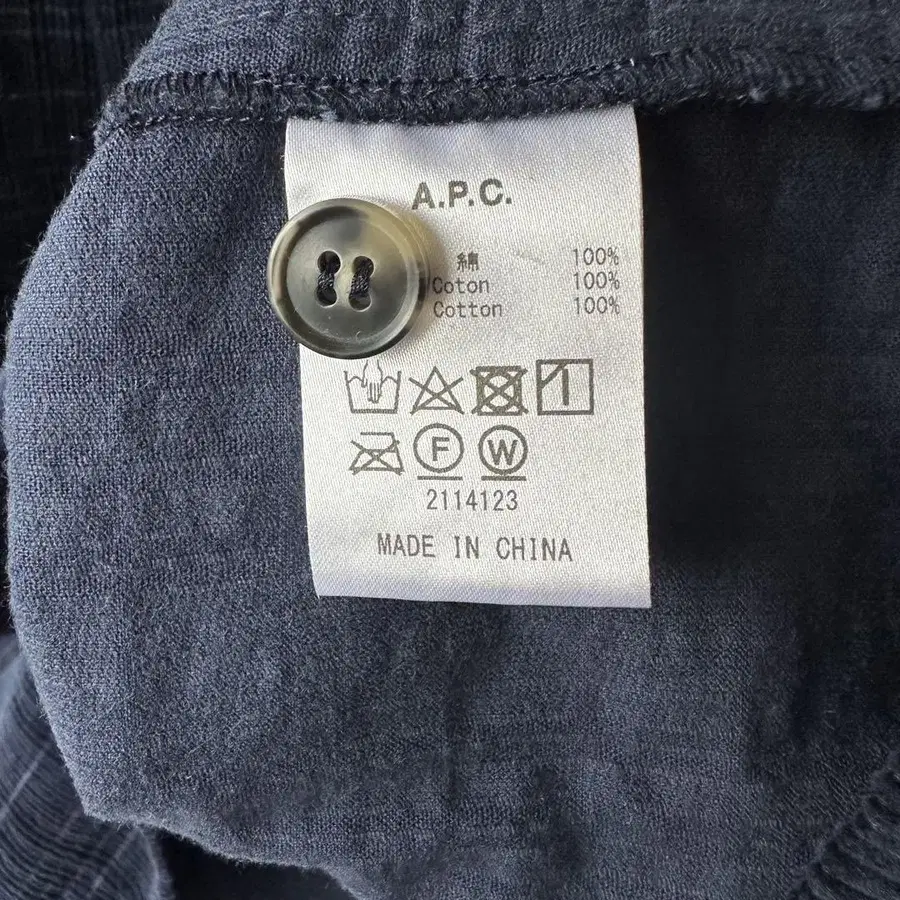 A.P.C.
綿 100%
Coton 100%
Cotton 100%
F W
2114123
MADE IN CHINA